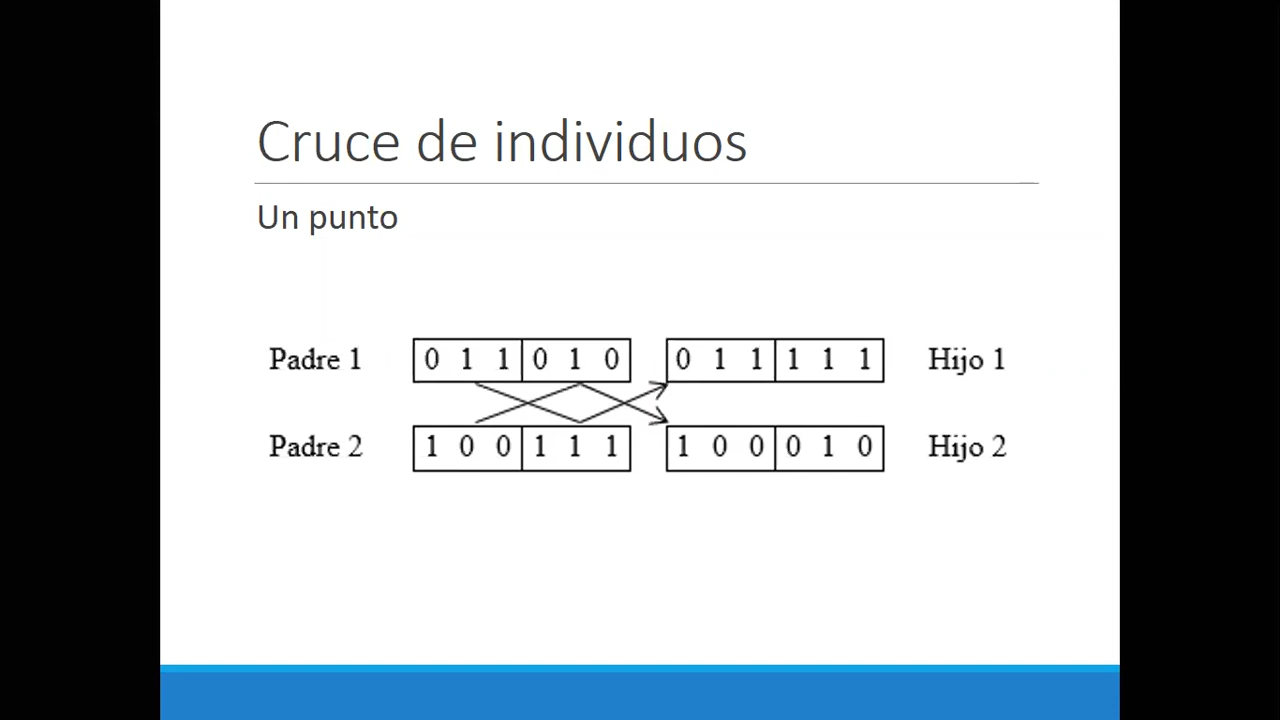 Cruce de individuos
Un punto
Padre 1 0 1 1 0 1 0 0 1 1 1 1 1 Hijo 1
Padre 2 1 0 0 1 1 1 1 0 0 0 1 0 Hijo 2